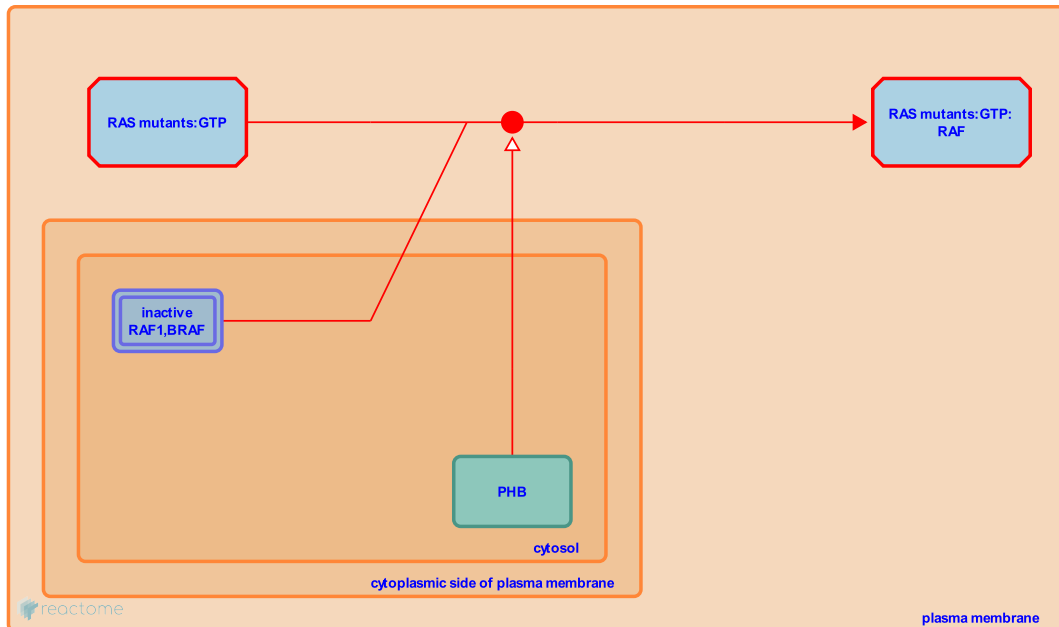 RAS mutants:GTP
RAS mutants:GTP:
RAF
inactive
RAF1,BRAF
PHB
cytosol
cytoplasmic side of plasma membrane
reactome
plasma membrane